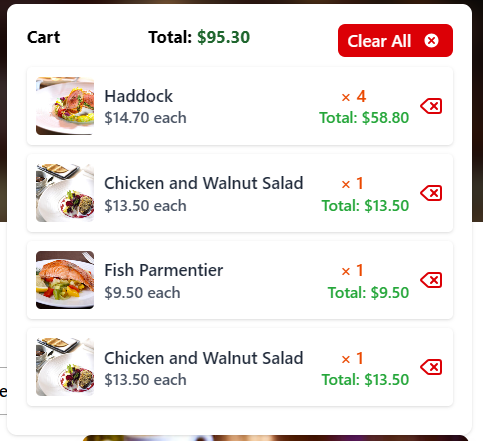 Cart Total: $95.30 Clear All
Haddock × 4
$14.70 each Total: $58.80
Chicken and Walnut Salad × 1
$13.50 each Total: $13.50
Fish Parmentier × 1
$9.50 each Total: $9.50
Chicken and Walnut Salad × 1
$13.50 each Total: $13.50
e